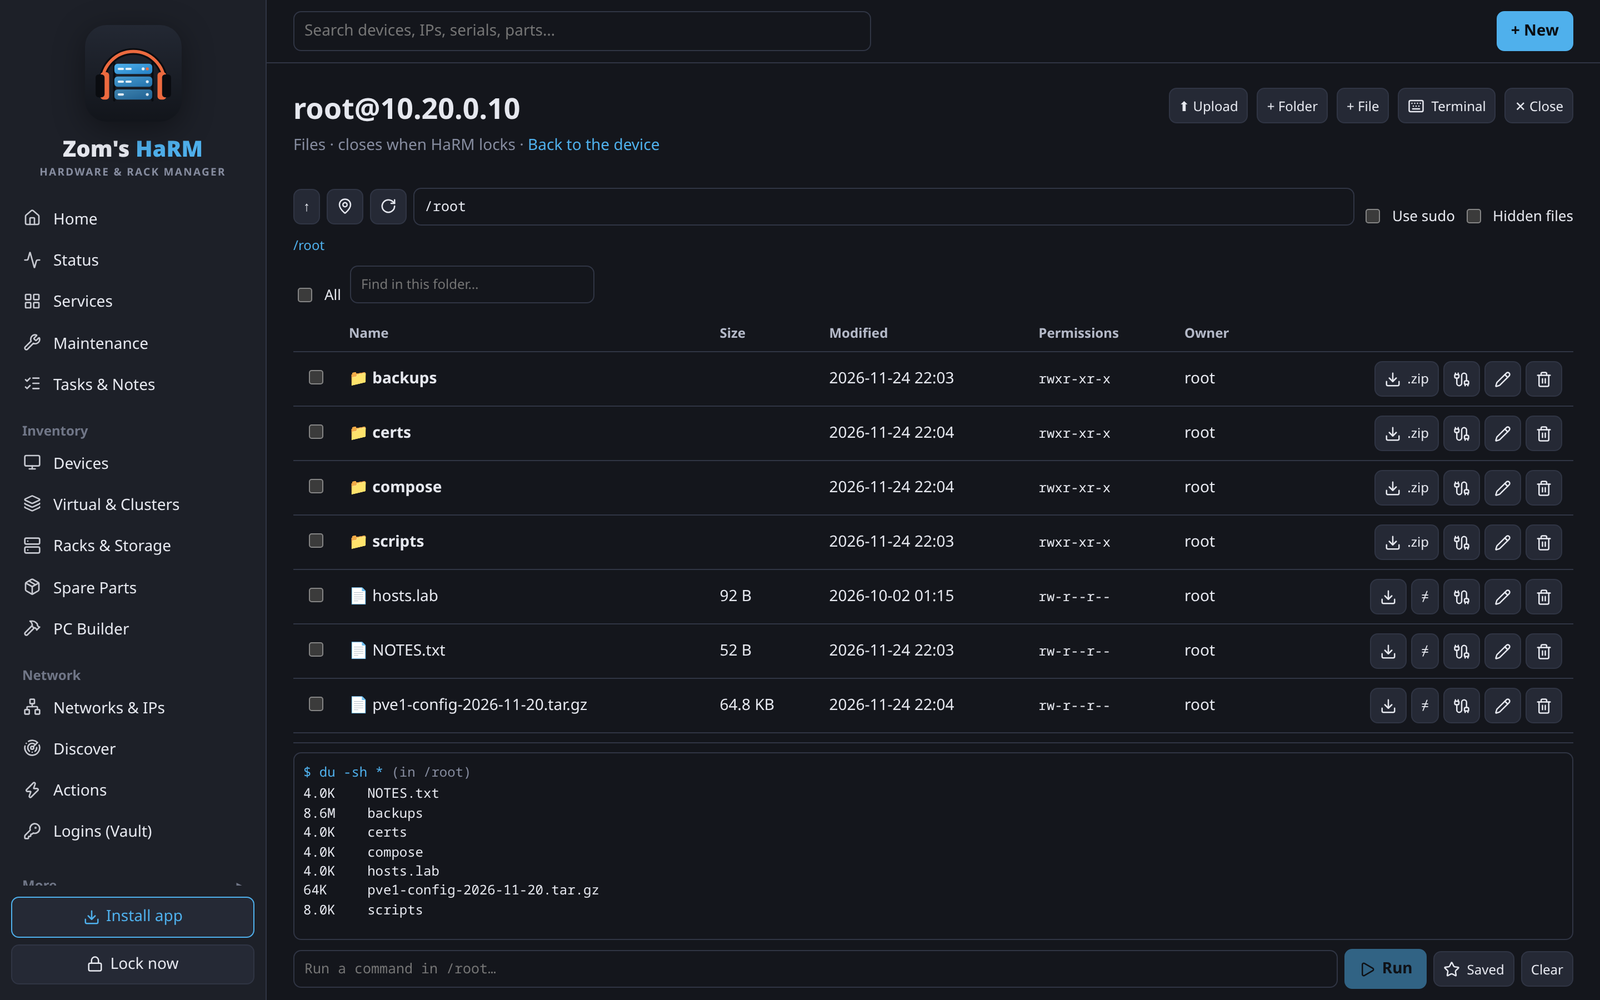 Search devices, IPs, serials, parts...
+ New
Zom's HaRM
HARDWARE & RACK MANAGER
Home
Status
Services
Maintenance
Tasks & Notes
Inventory
Devices
Virtual & Clusters
Racks & Storage
Spare Parts
PC Builder
Network
Networks & IPs
Discover
Actions
Logins (Vault)
More
Install app
Lock now
root@10.20.0.10
Files · closes when HaRM locks · Back to the device
⬆ Upload
+ Folder
+ File
Terminal
× Close
↑ /root
Use sudo
Hidden files
/root
All
Find in this folder...
Name Size Modified Permissions Owner
backups 2026-11-24 22:03 rwxr-xr-x root .zip
certs 2026-11-24 22:04 rwxr-xr-x root .zip
compose 2026-11-24 22:04 rwxr-xr-x root .zip
scripts 2026-11-24 22:03 rwxr-xr-x root .zip
hosts.lab 92 B 2026-10-02 01:15 rw-r--r-- root ≠
NOTES.txt 52 B 2026-11-24 22:03 rw-r--r-- root ≠
pve1-config-2026-11-20.tar.gz 64.8 KB 2026-11-24 22:04 rw-r--r-- root ≠
$ du -sh * (in /root)
4.0K NOTES.txt
8.6M backups
4.0K certs
4.0K compose
4.0K hosts.lab
64K pve1-config-2026-11-20.tar.gz
8.0K scripts
Run a command in /root…
Run
Saved
Clear